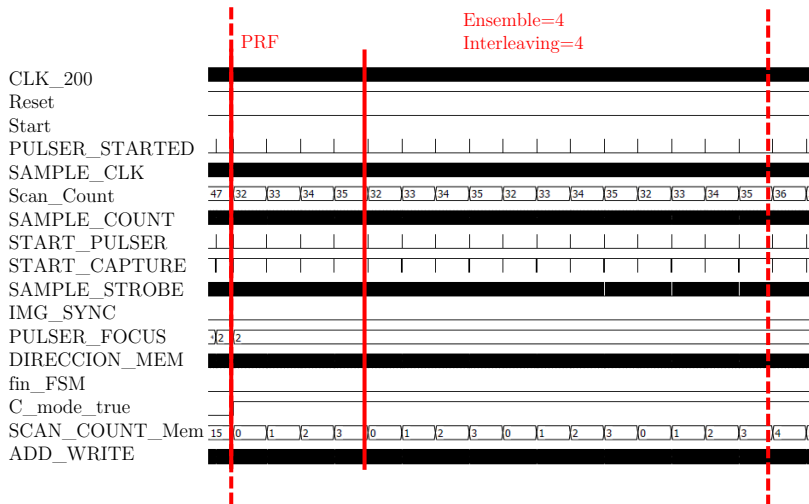 Ensemble=4
PRF
Interleaving=4
CLK_200
Reset
Start
PULSER_STARTED
SAMPLE_CLK
Scan_Count 47 32 33 34 35 32 33 34 35 32 33 34 35 32 33 34 35 36
SAMPLE_COUNT
START_PULSER
START_CAPTURE
SAMPLE_STROBE
IMG_SYNC
PULSER_FOCUS 2 2
DIRECCION_MEM
fin_FSM
C_mode_true
SCAN_COUNT_Mem 15 0 1 2 3 0 1 2 3 0 1 2 3 0 1 2 3 4
ADD_WRITE